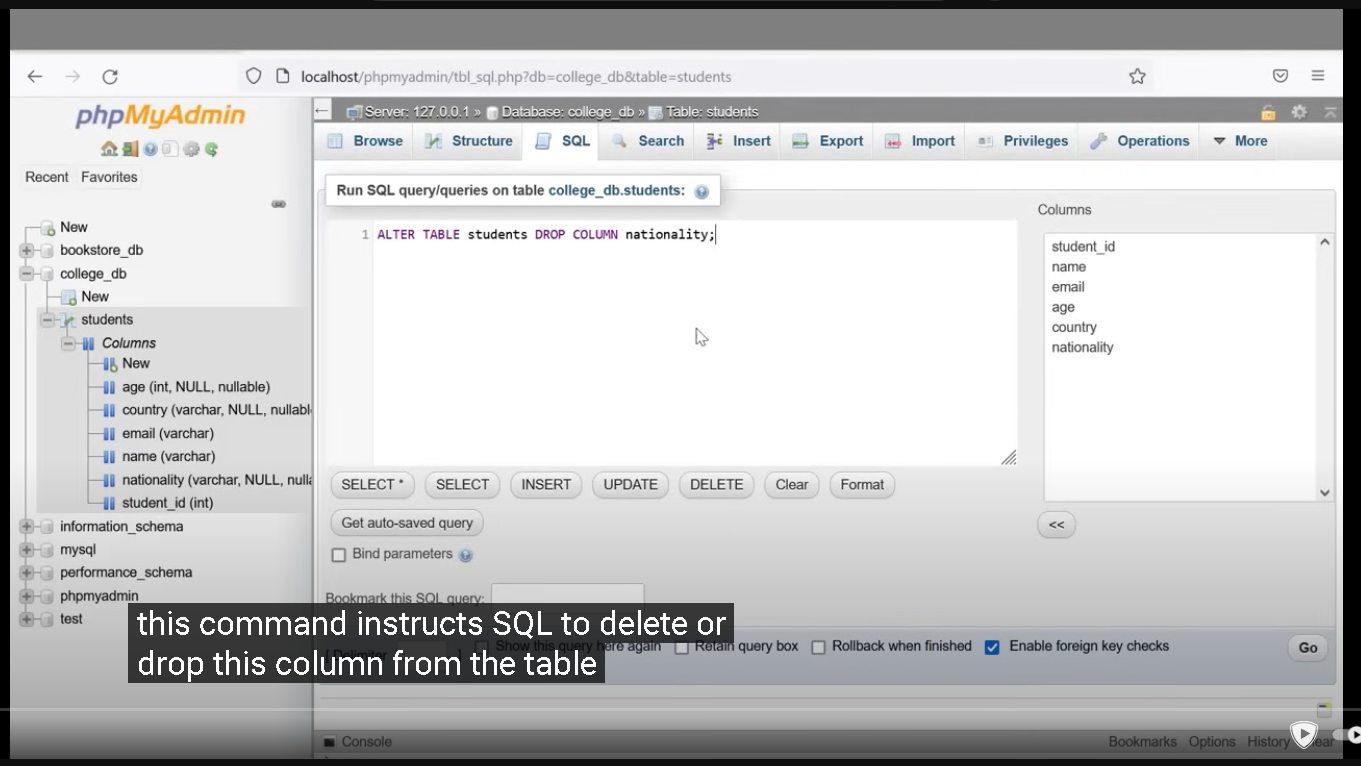 localhost/phpmyadmin/tbl_sql.php?db=college_db&table=students
phpMyAdmin
Recent Favorites
New
bookstore_db
college_db
New
students
Columns
New
age (int, NULL, nullable)
country (varchar, NULL, nullabl
email (varchar)
name (varchar)
nationality (varchar, NULL, nulla
student_id (int)
information_schema
mysql
performance_schema
phpmyadmin
test
Server: 127.0.0.1 » Database: college_db » Table: students
Browse Structure SQL Search Insert Export Import Privileges Operations More
Run SQL query/queries on table college_db.students:
1 ALTER TABLE students DROP COLUMN nationality;
Columns
student_id
name
email
age
country
nationality
<<
SELECT * SELECT INSERT UPDATE DELETE Clear Format
Get auto-saved query
Bind parameters
Bookmark this SQL query:
[ Delimiter ] Show this query here again Retain query box Rollback when finished Enable foreign key checks Go
this command instructs SQL to delete or
drop this column from the table
Console Bookmarks Options History